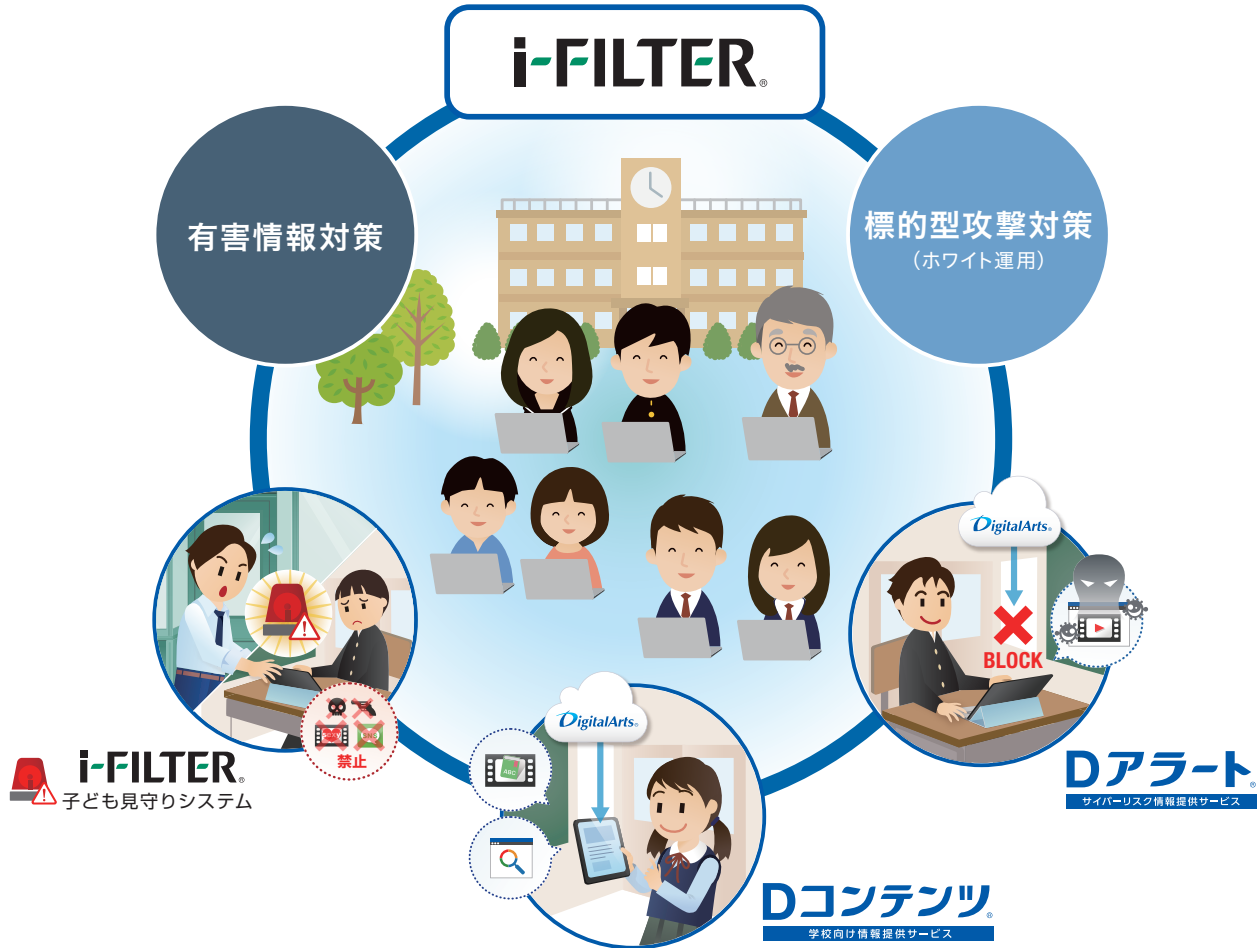 i-FILTER®
有害情報対策
標的型攻撃対策
（ホワイト運用）
DigitalArts®
BLOCK
SNS
禁止
i-FILTER®
子ども見守りシステム
DigitalArts®
ABC
Dアラート®
サイバーリスク情報提供サービス
Dコンテンツ®
学校向け情報提供サービス